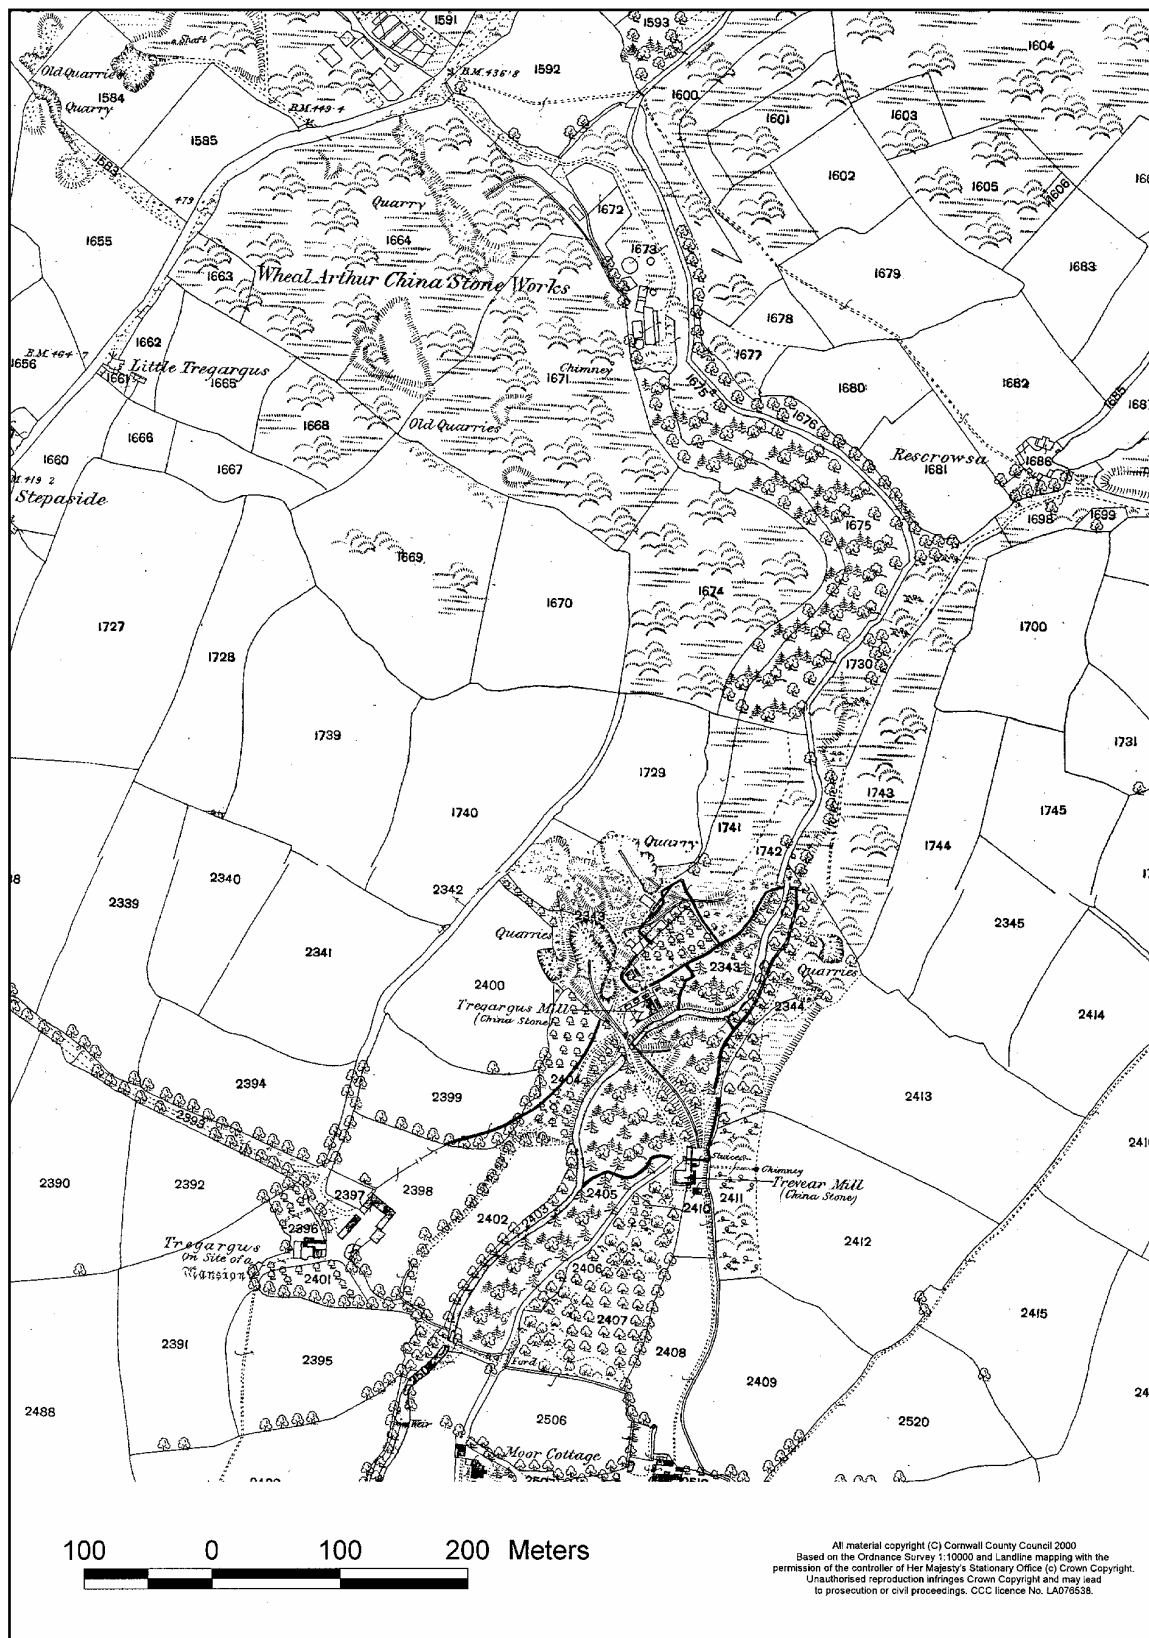 1591
1593
1604
Shaft
Old Quarries
1584
Quarry
B.M. 436·8
1592
1600
B.M. 449·4
1601
1603
1585
1583
1602
1605
1606
479
Quarry
1672
1655
1664
1673
1663
1679
1683
Wheal Arthur China Stone Works
1678
1662
B.M. 464·7
1656
Little Tregargus
1661
1665
1677
Chimney
1671
1675
1680
1682
1685
1687
1668
Old Quarries
1676
1666
1660
1667
Rescrowsa
1681
1686
419·2
Stepaside
1675
1698
1699
1669
1674
1670
1727
1700
1728
1730
1739
1731
1729
1743
1740
1745
1741
1742
1744
Quarry
2340
2342
2339
2343
2345
Quarries
2341
2343
Quarries
2400
Tregargus Mill
(China Stone)
2344
2414
2394
2404
2399
2413
2393
Sluices
Chimney
2390
2392
2397
2398
2405
Trevear Mill
(China Stone)
2411
2402
2403
2410
2396
2412
Tregargus
On Site of a
Mansion
2401
2406
2407
2415
2391
2395
2408
Ford
2409
2488
2506
2520
Weir
Moor Cottage
100 0 100 200 Meters
All material copyright (C) Cornwall County Council 2000
Based on the Ordnance Survey 1:10000 and Landline mapping with the
permission of the controller of Her Majesty's Stationary Office (c) Crown Copyright.
Unauthorised reproduction infringes Crown Copyright and may lead
to prosecution or civil proceedings. CCC licence No. LA076538.